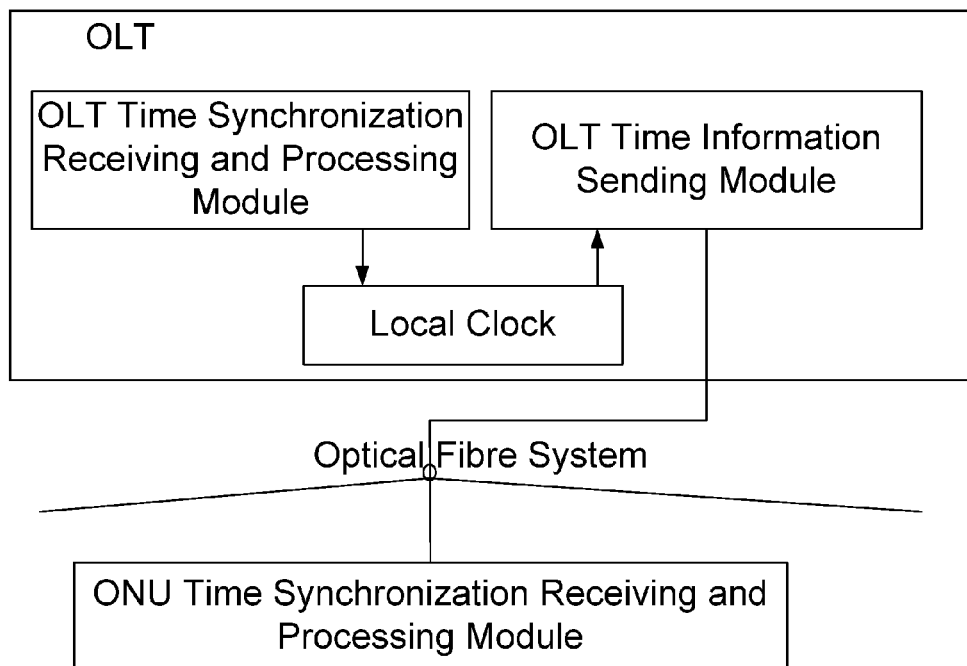 OLT
OLT Time Synchronization
Receiving and Processing
Module
OLT Time Information
Sending Module
Local Clock
Optical Fibre System
ONU Time Synchronization Receiving and
Processing Module